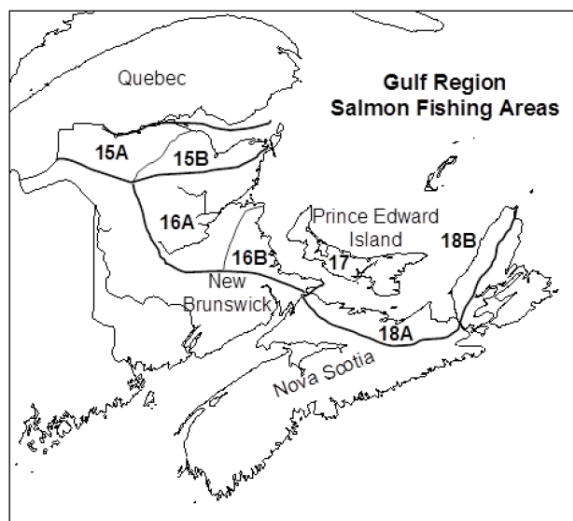 Quebec
Gulf Region
Salmon Fishing Areas
15A
15B
16A
Prince Edward
Island
18B
16B
17
New
Brunswick
18A
Nova Scotia